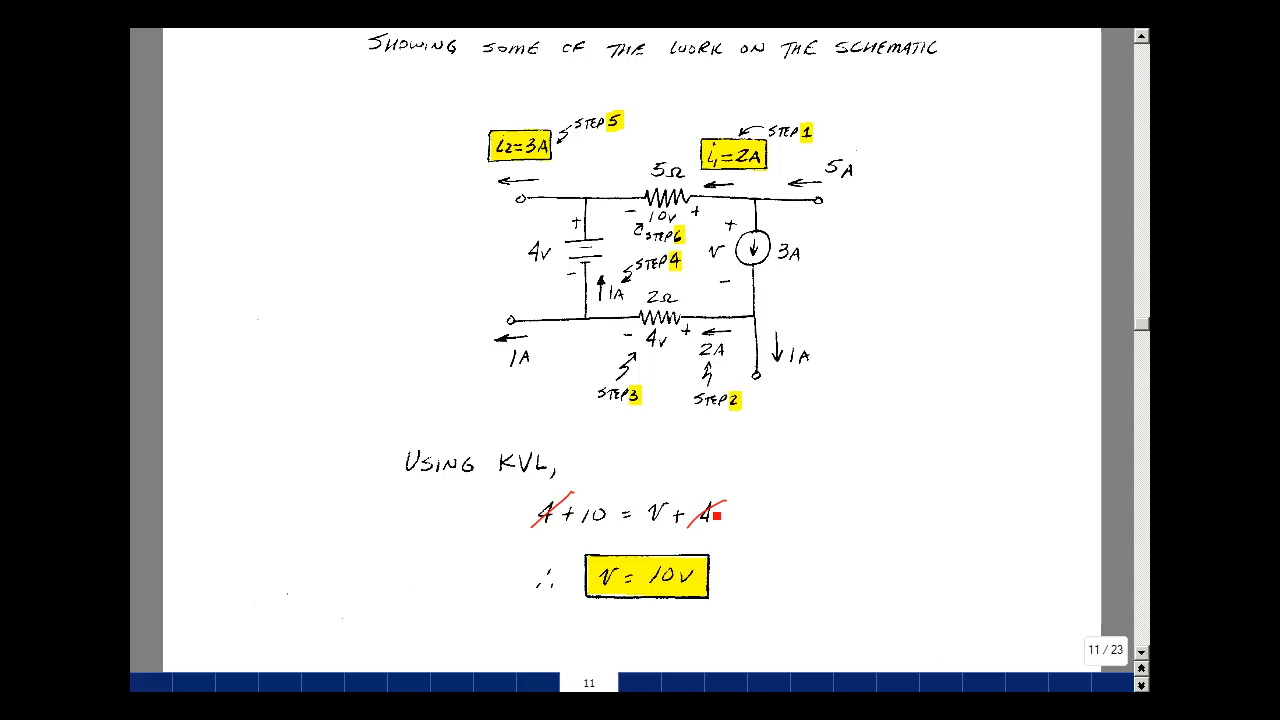 SHOWING SOME OF THE WORK ON THE SCHEMATIC
STEP 5
i2 = 3A
STEP 1
i1 = 2A
5A
5Ω
- 10V +
STEP 6
+
4V
-
+
V
-
3A
STEP 4
1A
2Ω
- 4V +
2A
1A
1A
STEP 3
STEP 2
USING KVL,
4 + 10 = V + 4
∴ V = 10V
11 / 23
11